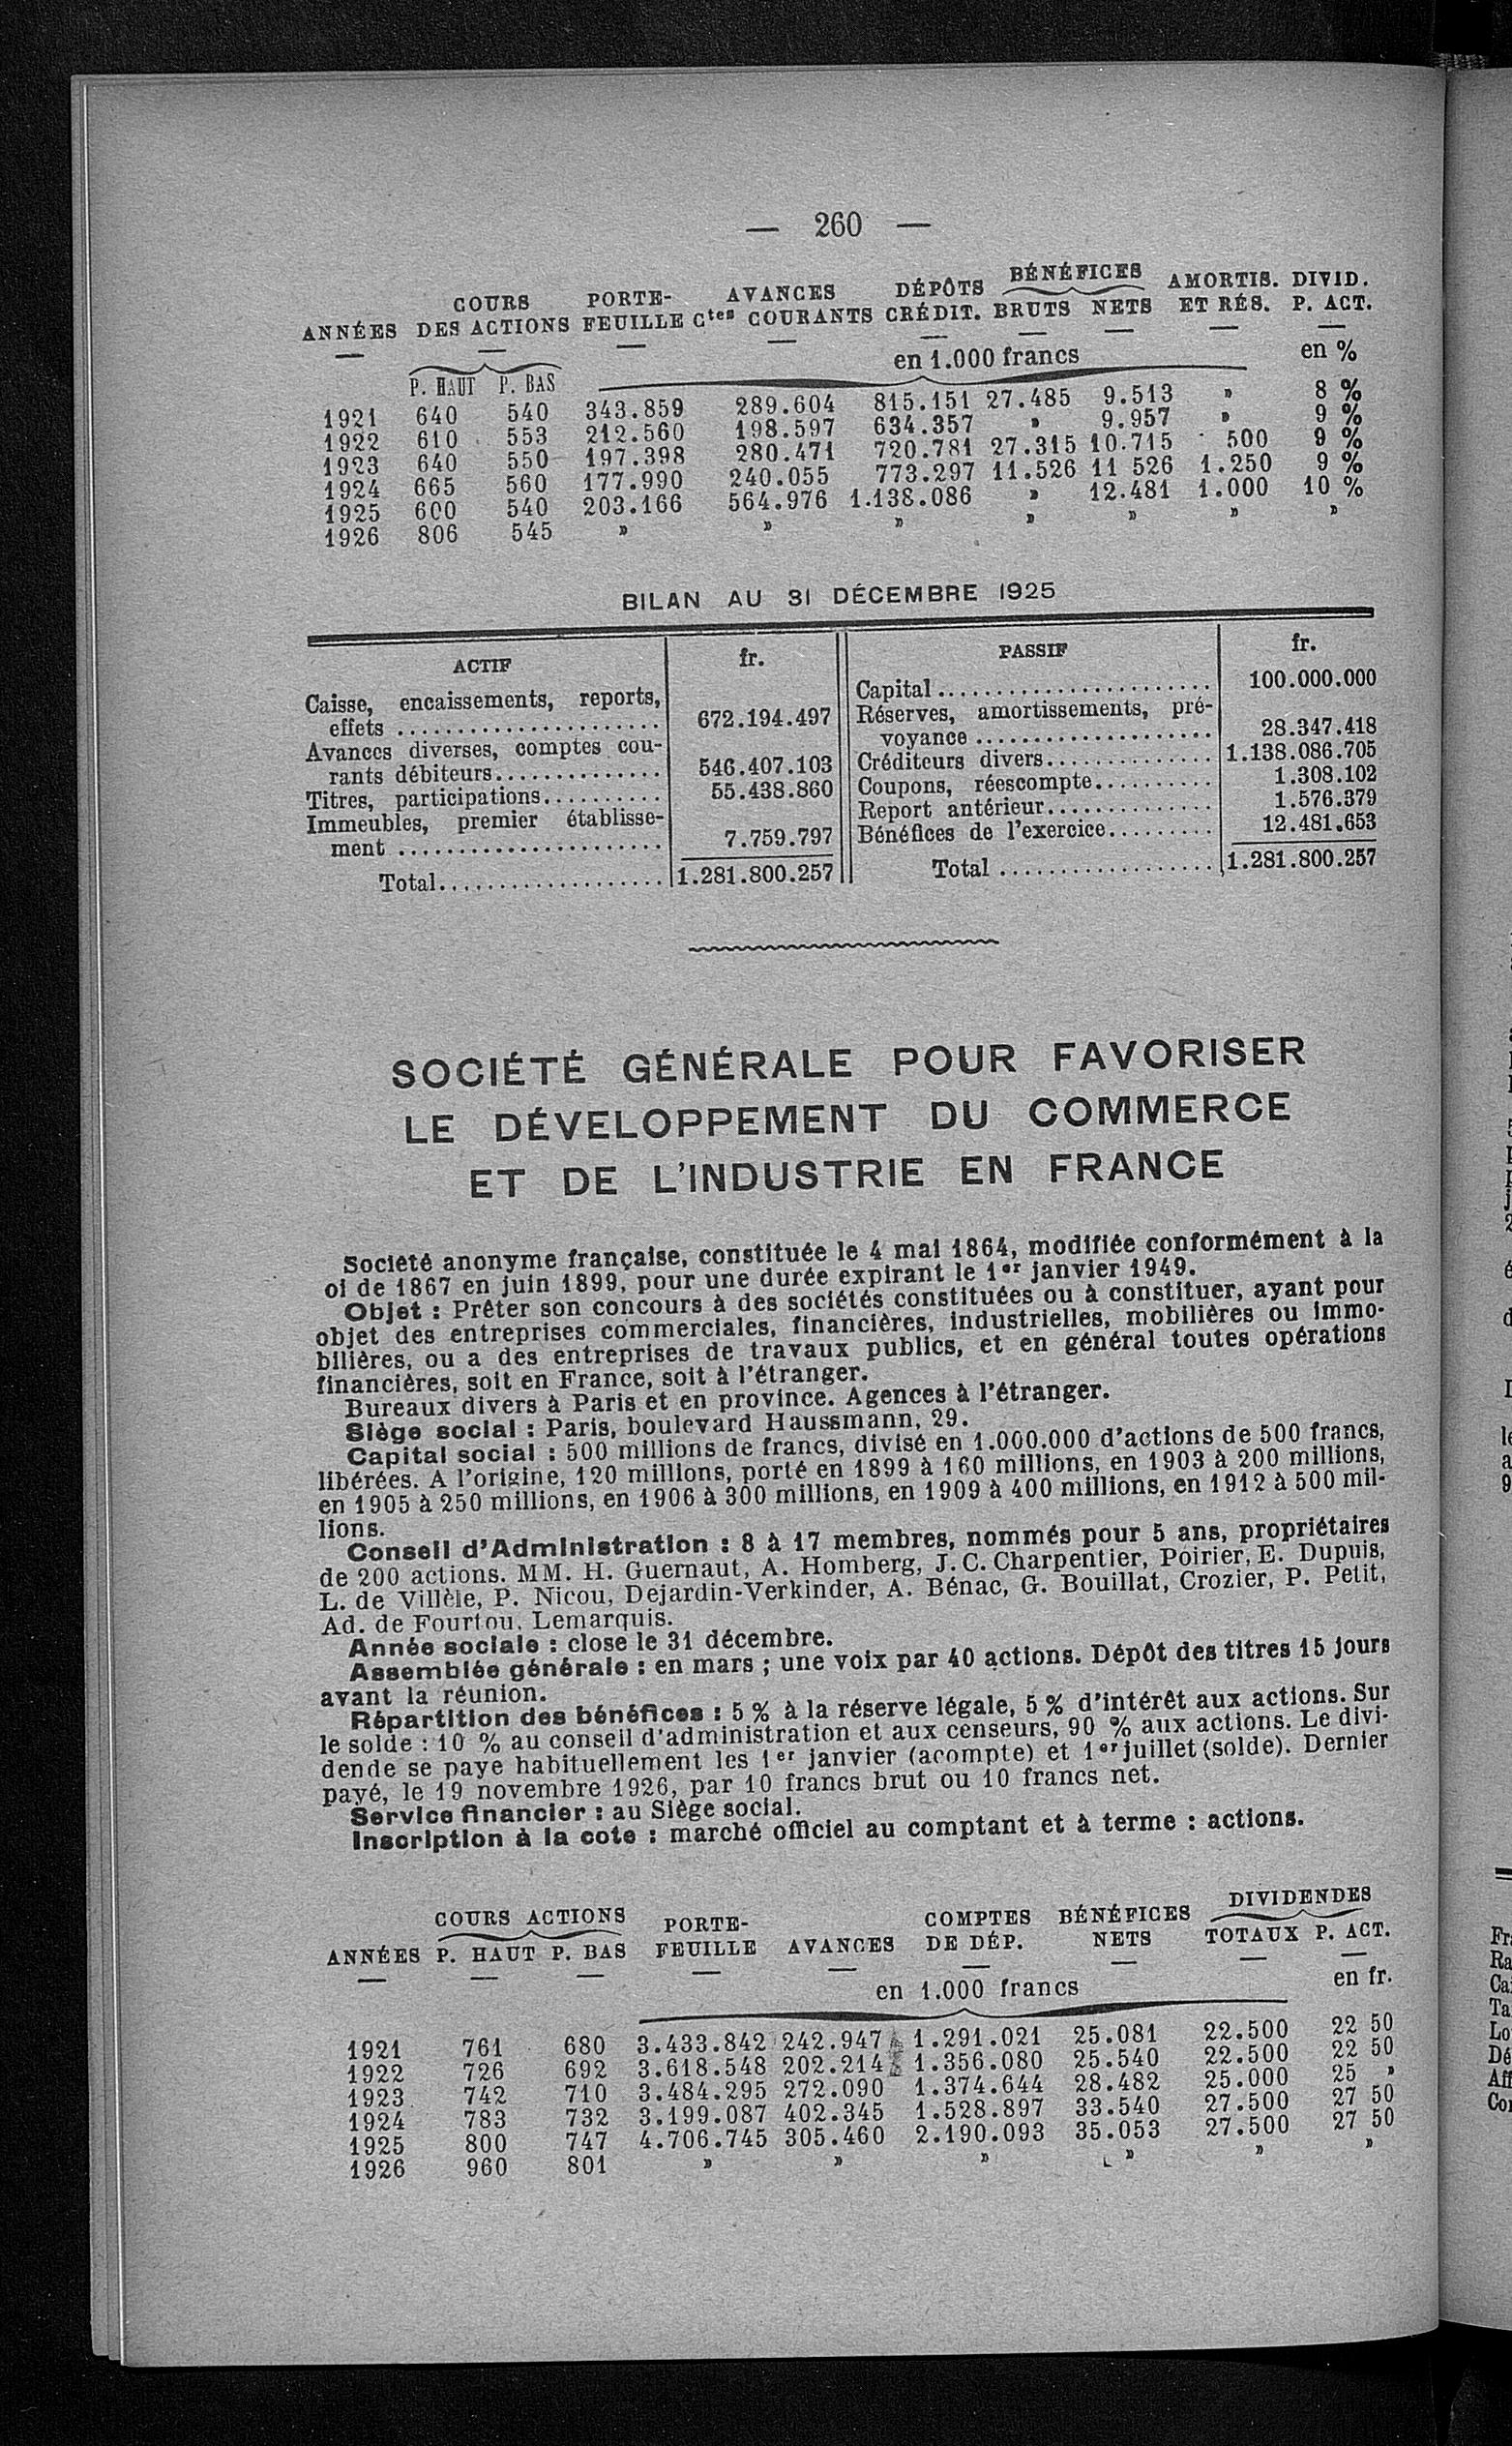 — 260 —
ANNÉES COURS DES ACTIONS PORTE-FEUILLE AVANCES Ctes COURANTS DÉPÔTS CRÉDIT. BÉNÉFICES BRUTS NETS AMORTIS. ET RÉS. DIVID. P. ACT.
P. HAUT P. BAS en 1.000 francs en %
1921 640 540 343.859 289.604 815.151 27.485 9.513 » 8 %
1922 610 553 212.560 198.597 634.357 » 9.957 » 9 %
1923 640 550 197.398 280.471 720.781 27.315 10.715 500 9 %
1924 665 560 177.990 240.055 773.297 11.526 11 526 1.250 9 %
1925 600 540 203.166 564.976 1.138.086 » 12.481 1.000 10 %
1926 806 545 » » » » » » »
BILAN AU 31 DÉCEMBRE 1925
ACTIF fr.
Caisse, encaissements, reports,
effets ...................... 672.194.497
Avances diverses, comptes cou-
rants débiteurs.............. 546.407.103
Titres, participations.......... 55.438.860
Immeubles, premier établisse-
ment ...................... 7.759.797
Total................... 1.281.800.257
PASSIF fr.
Capital....................... 100.000.000
Réserves, amortissements, pré-
voyance .................... 28.347.418
Créditeurs divers.............. 1.138.086.705
Coupons, réescompte.......... 1.308.102
Report antérieur.............. 1.576.379
Bénéfices de l'exercice......... 12.481.653
Total .................. 1.281.800.257
SOCIÉTÉ GÉNÉRALE POUR FAVORISER
LE DÉVELOPPEMENT DU COMMERCE
ET DE L'INDUSTRIE EN FRANCE
Société anonyme française, constituée le 4 mai 1864, modifiée conformément à la
oi de 1867 en juin 1899, pour une durée expirant le 1er janvier 1949.
Objet : Prêter son concours à des sociétés constituées ou à constituer, ayant pour
objet des entreprises commerciales, financières, industrielles, mobilières ou immo-
bilières, ou a des entreprises de travaux publics, et en général toutes opérations
financières, soit en France, soit à l'étranger.
Bureaux divers à Paris et en province. Agences à l'étranger.
Siège social : Paris, boulevard Haussmann, 29.
Capital social : 500 millions de francs, divisé en 1.000.000 d'actions de 500 francs,
libérées. A l'origine, 120 millions, porté en 1899 à 160 millions, en 1903 à 200 millions,
en 1905 à 250 millions, en 1906 à 300 millions, en 1909 à 400 millions, en 1912 à 500 mil-
lions.
Conseil d'Administration : 8 à 17 membres, nommés pour 5 ans, propriétaires
de 200 actions. MM. H. Guernaut, A. Homberg, J. C. Charpentier, Poirier, E. Dupuis,
L. de Villèle, P. Nicou, Dejardin-Verkinder, A. Bénac, G. Bouillat, Crozier, P. Petit,
Ad. de Fourtou, Lemarquis.
Année sociale : close le 31 décembre.
Assemblée générale : en mars ; une voix par 40 actions. Dépôt des titres 15 jours
avant la réunion.
Répartition des bénéfices : 5 % à la réserve légale, 5 % d'intérêt aux actions. Sur
le solde : 10 % au conseil d'administration et aux censeurs, 90 % aux actions. Le divi-
dende se paye habituellement les 1er janvier (acompte) et 1er juillet (solde). Dernier
payé, le 19 novembre 1926, par 10 francs brut ou 10 francs net.
Service financier : au Siège social.
Inscription à la cote : marché officiel au comptant et à terme : actions.
ANNÉES COURS ACTIONS P. HAUT P. BAS PORTE-FEUILLE AVANCES COMPTES DE DÉP. BÉNÉFICES NETS DIVIDENDES TOTAUX P. ACT.
en 1.000 francs en fr.
1921 761 680 3.433.842 242.947 1.291.021 25.081 22.500 22 50
1922 726 692 3.618.548 202.214 1.356.080 25.540 22.500 22 50
1923 742 710 3.484.295 272.090 1.374.644 28.482 25.000 25 »
1924 783 732 3.199.087 402.345 1.528.897 33.540 27.500 27 50
1925 800 747 4.706.745 305.460 2.190.093 35.053 27.500 27 50
1926 960 801 » » » » » »